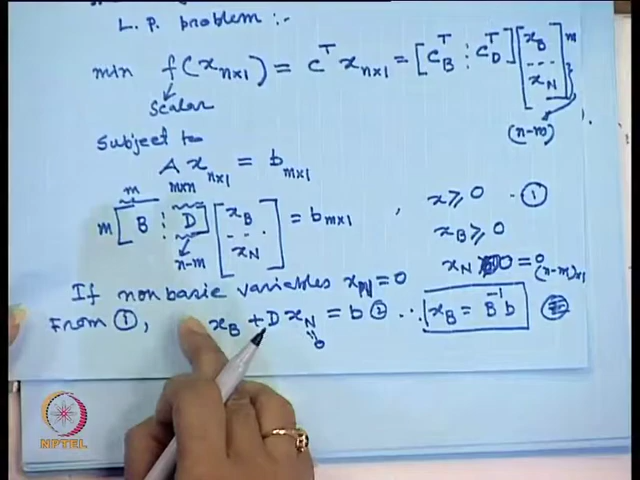 L.P. problem :-
min f(x_{n×1}) = c^T x_{n×1} = [c_B^T ⋮ c_D^T] [x_B --- x_N] m
scalar
(n-m)
Subject to
A x_{n×1} = b_{m×1}
m×n
m [B ⋮ D] [x_B --- x_N] = b_{m×1} , x ≥ 0 - ①
m
n-m
x_B ≥ 0
x_N = 0_{(n-m)×1}
If non basic variables x_N = 0
From ①, x_B + D x_N = b ② ... x_B = B^{-1} b
= 0
NPTEL